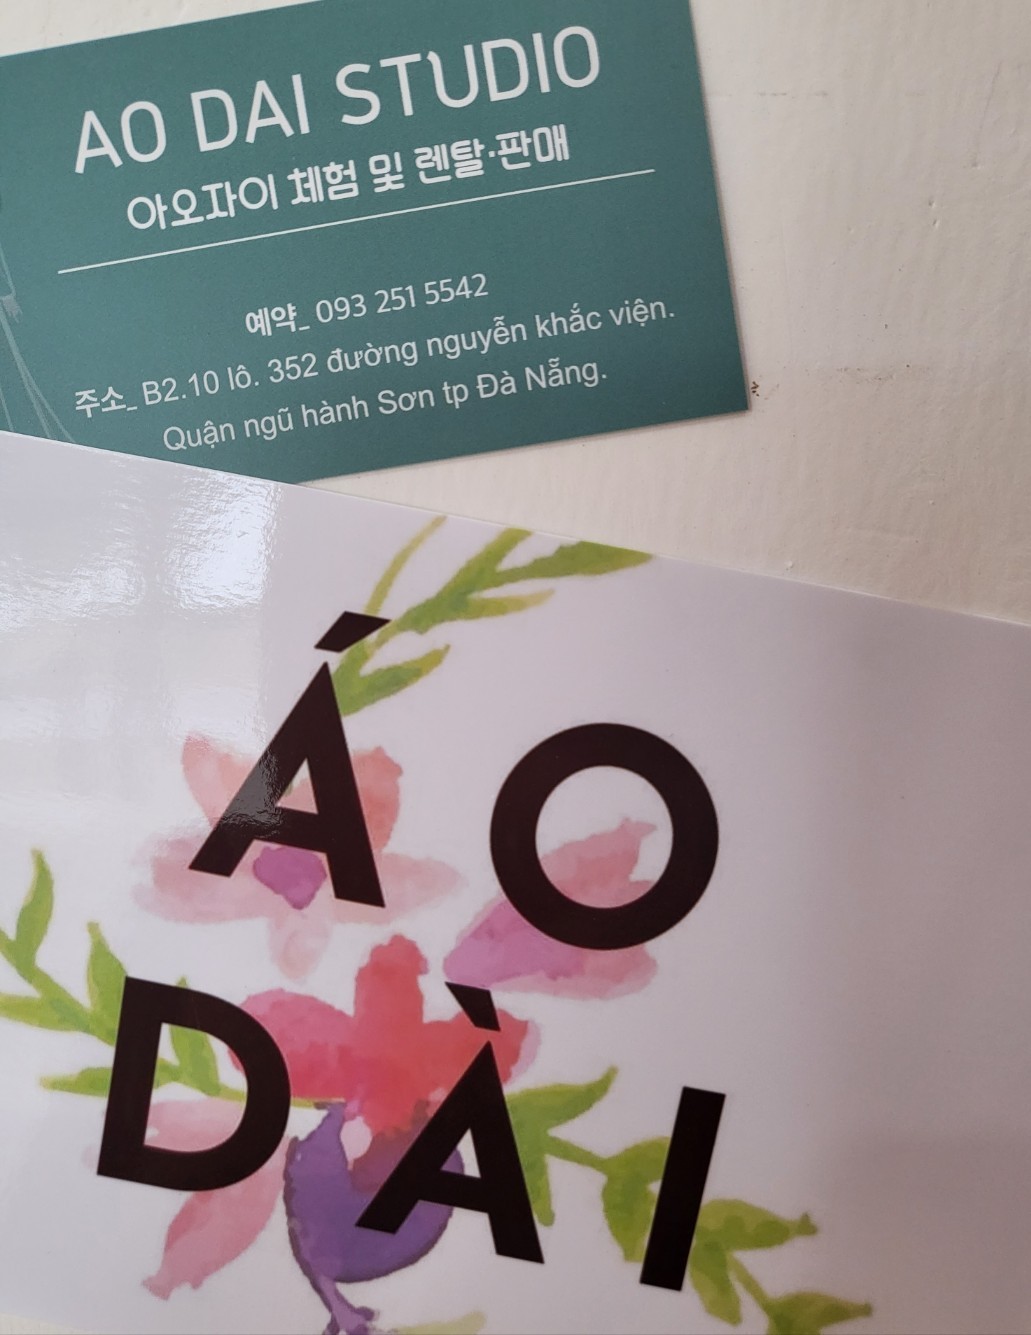 AO DAI STUDIO
아오자이 체험 및 렌탈·판매
예약_ 093 251 5542
주소_ B2.10 lô. 352 đường nguyễn khắc viện.
Quận ngũ hành Sơn tp Đà Nẵng.
ÁO
DÀI